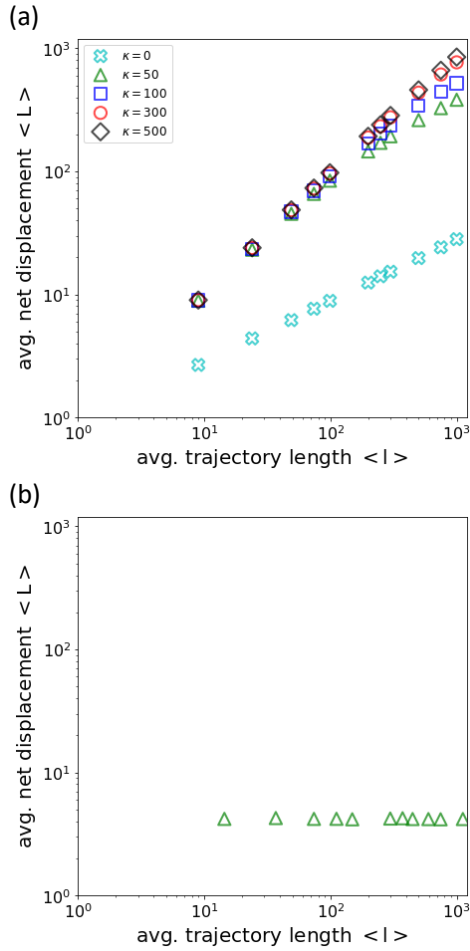 (a)
10³
10²
10¹
10⁰
avg. net displacement <L>
κ = 0
κ = 50
κ = 100
κ = 300
κ = 500
10⁰ 10¹ 10² 10³
avg. trajectory length <l>
(b)
10³
10²
10¹
10⁰
avg. net displacement <L>
10⁰ 10¹ 10² 10³
avg. trajectory length <l>